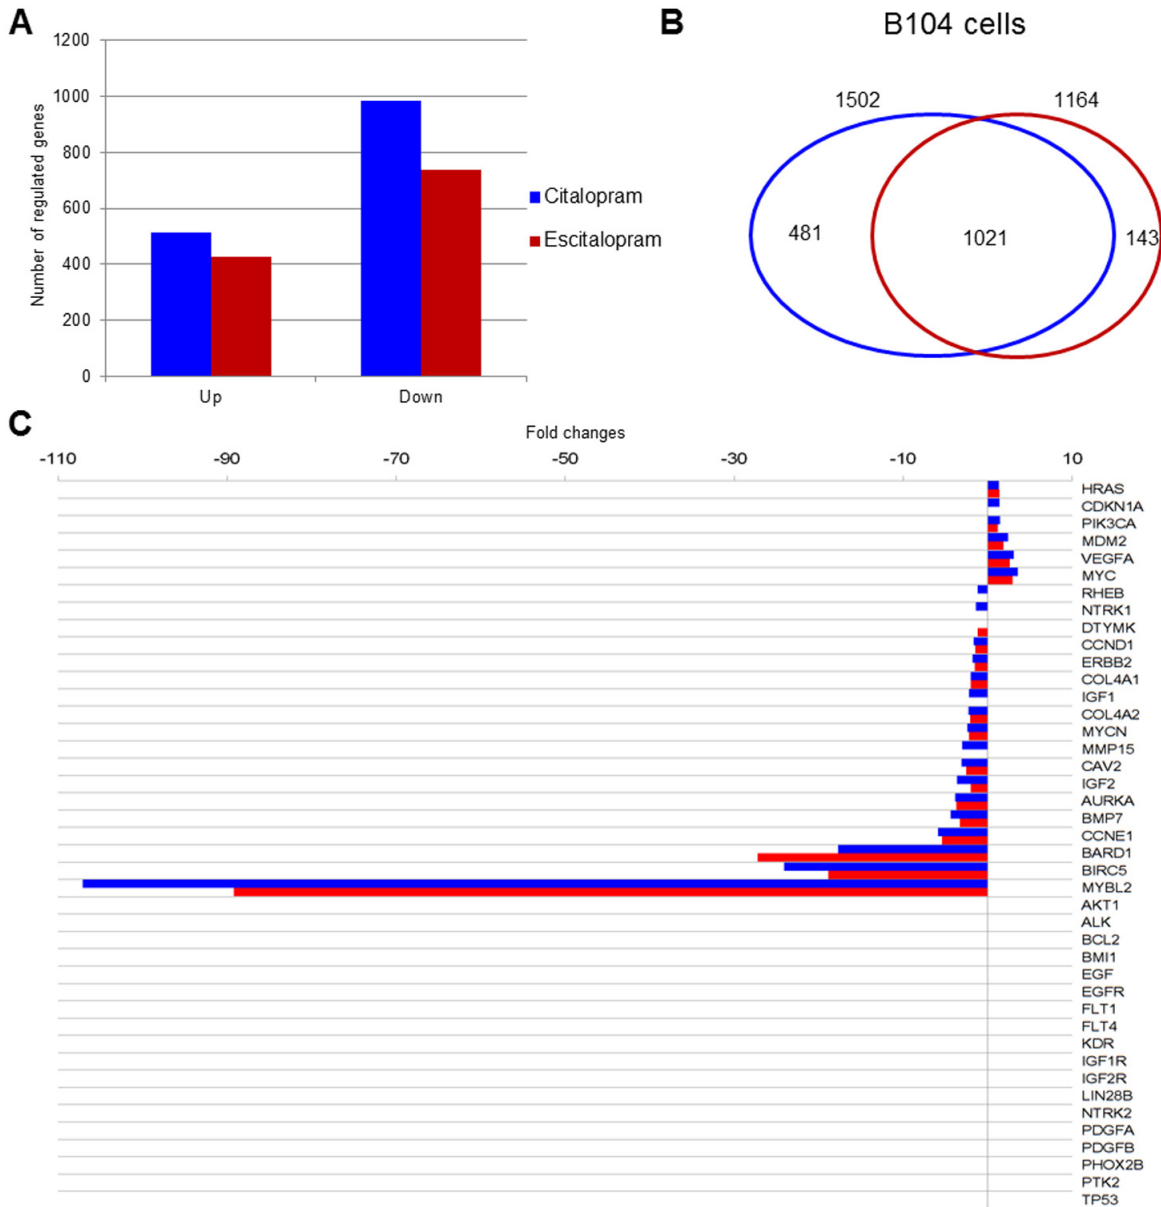 A
1200
1000
800
600
400
200
0
Number of regulated genes
Up
Down
Citalopram
Escitalopram
B
B104 cells
1502
1164
481
1021
143
C
Fold changes
-110 -90 -70 -50 -30 -10 10
HRAS
CDKN1A
PIK3CA
MDM2
VEGFA
MYC
RHEB
NTRK1
DTYMK
CCND1
ERBB2
COL4A1
IGF1
COL4A2
MYCN
MMP15
CAV2
IGF2
AURKA
BMP7
CCNE1
BARD1
BIRC5
MYBL2
AKT1
ALK
BCL2
BMI1
EGF
EGFR
FLT1
FLT4
KDR
IGF1R
IGF2R
LIN28B
NTRK2
PDGFA
PDGFB
PHOX2B
PTK2
TP53